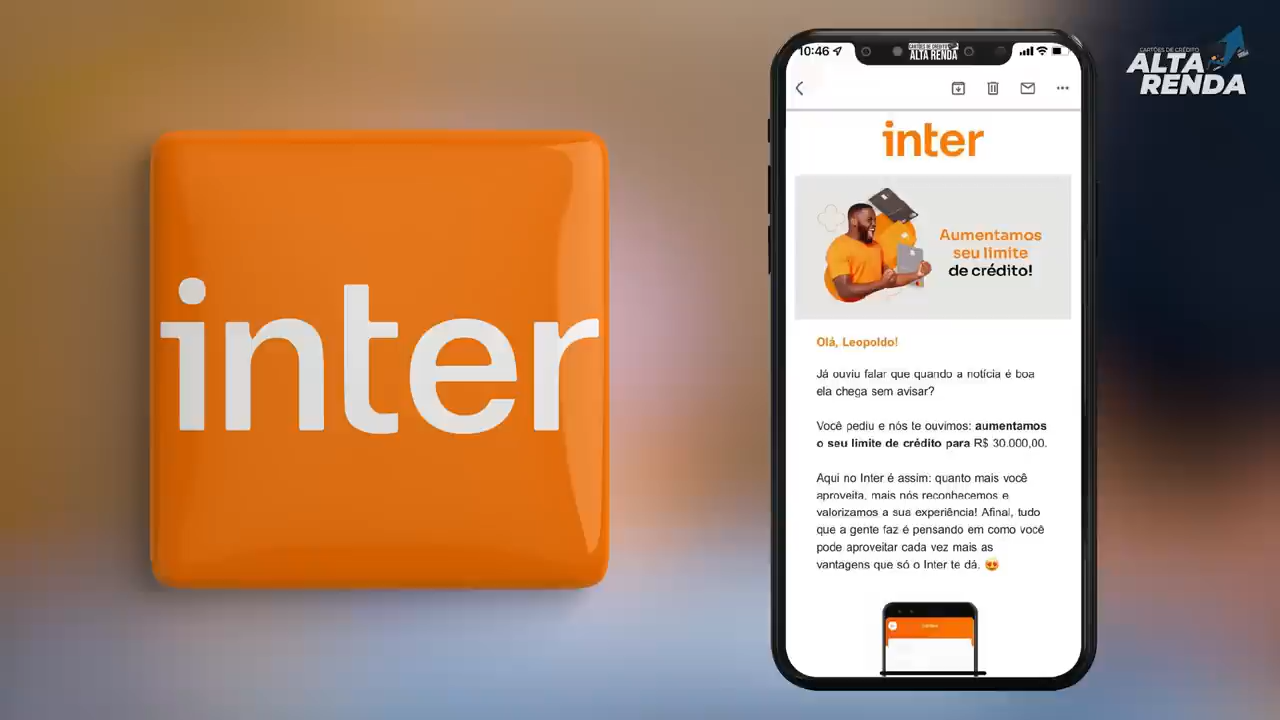 inter
10:46
CARTÕES DE CRÉDITO
ALTA RENDA
inter
Aumentamos
seu limite
de crédito!
Olá, Leopoldo!
Já ouviu falar que quando a notícia é boa
ela chega sem avisar?
Você pediu e nós te ouvimos: aumentamos
o seu limite de crédito para R$ 30.000,00.
Aqui no Inter é assim: quanto mais você
aproveita, mais nós reconhecemos e
valorizamos a sua experiência! Afinal, tudo
que a gente faz é pensando em como você
pode aproveitar cada vez mais as
vantagens que só o Inter te dá. 😍
CARTÕES DE CRÉDITO
ALTA
RENDA